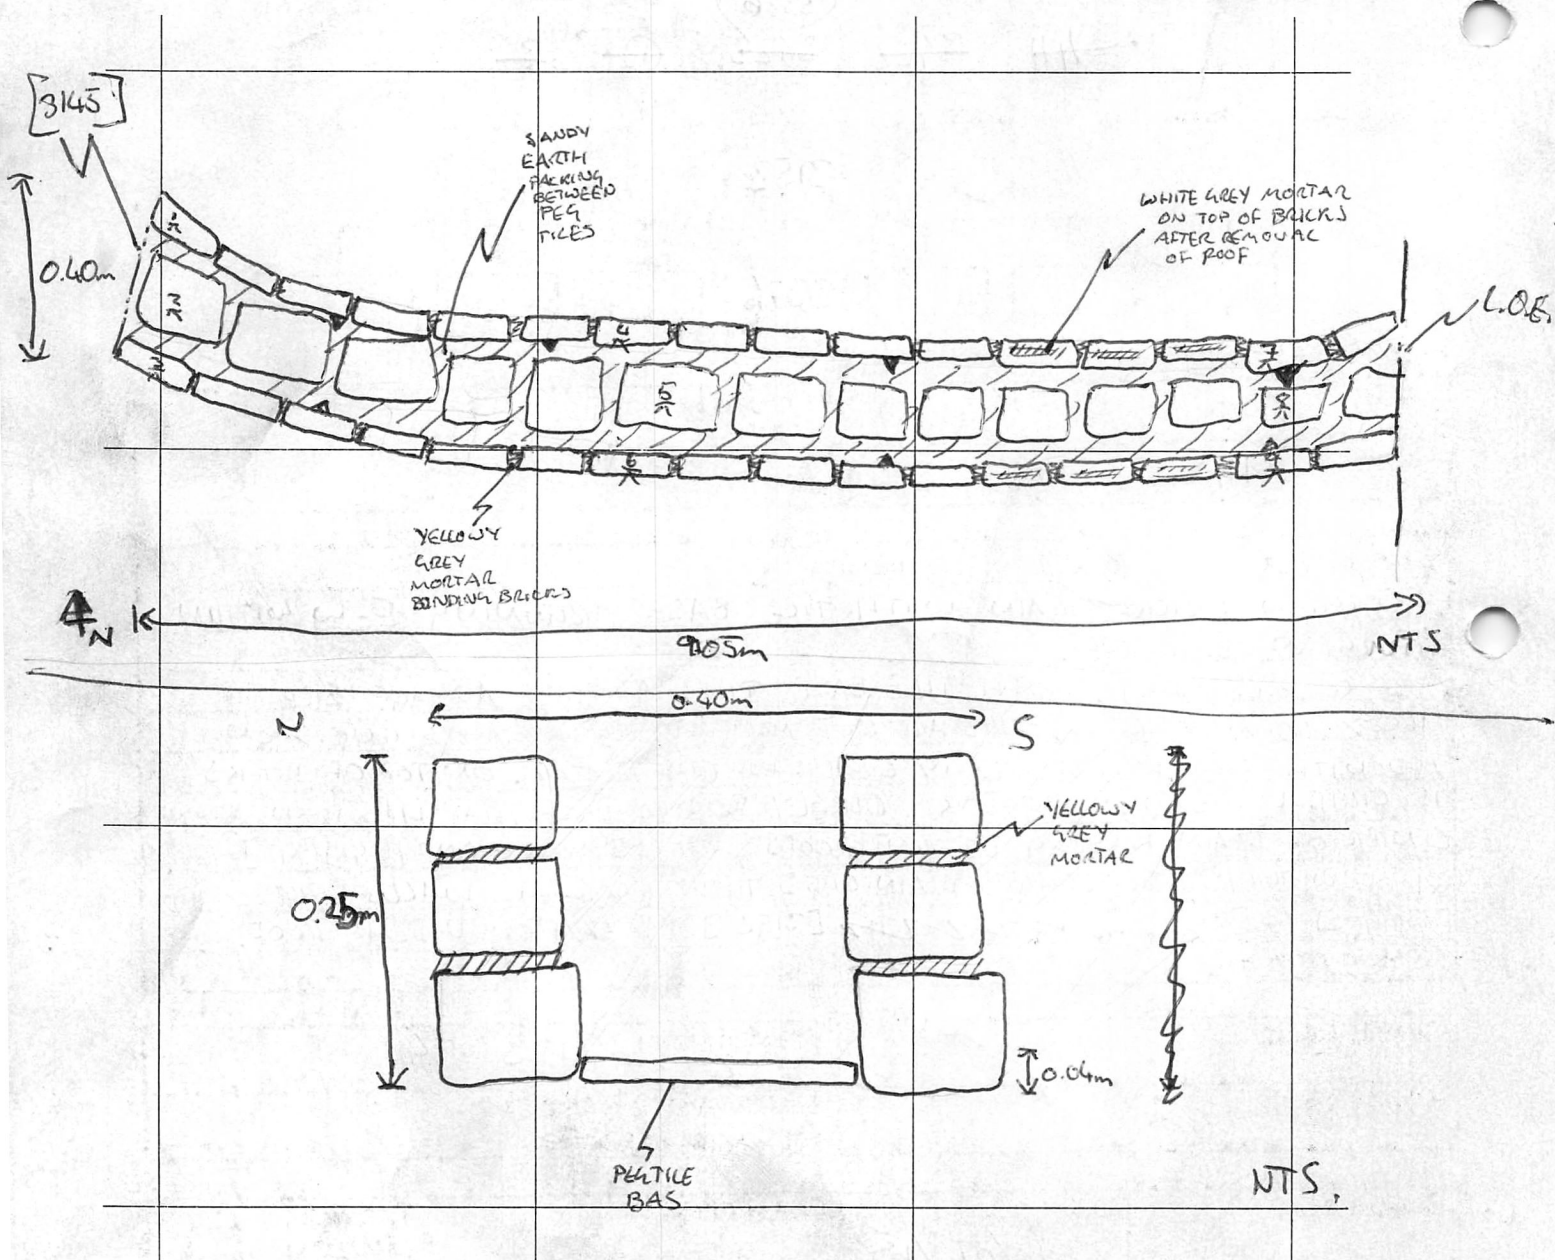 [3145]
SANDY
EARTH
PACKING
BETWEEN
PEG
TILES
WHITE GREY MORTAR
ON TOP OF BRICKS
AFTER REMOVAL
OF ROOF
0.40m
L.O.E.
YELLOWY
GREY
MORTAR
BINDING BRICKS
N
9.05m
NTS
0.40m
N
S
YELLOWY
GREY
MORTAR
0.25m
0.04m
PEGTILE
BAS
NTS.